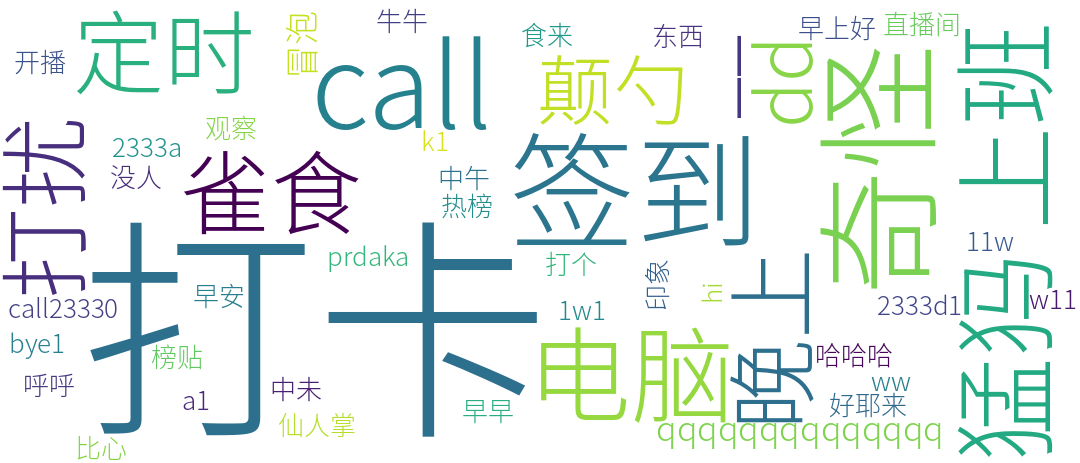 定时
冒泡
牛牛
食来
东西
早上好
直播间
开播
call
颠勺
一
dd
奇怪
上班
打扰
2333a
观察
k1
没人
雀食
中午
热榜
签到
打卡
prdaka
打个
印象
hi
晚上
11w
猛犸
call23330
早安
1w1
2333d1
w11
bye1
榜贴
电脑
哈哈哈
呼呼
a1
中未
早早
ww
好耶来
仙人掌
qqqqqqqqqqqqqq
比心